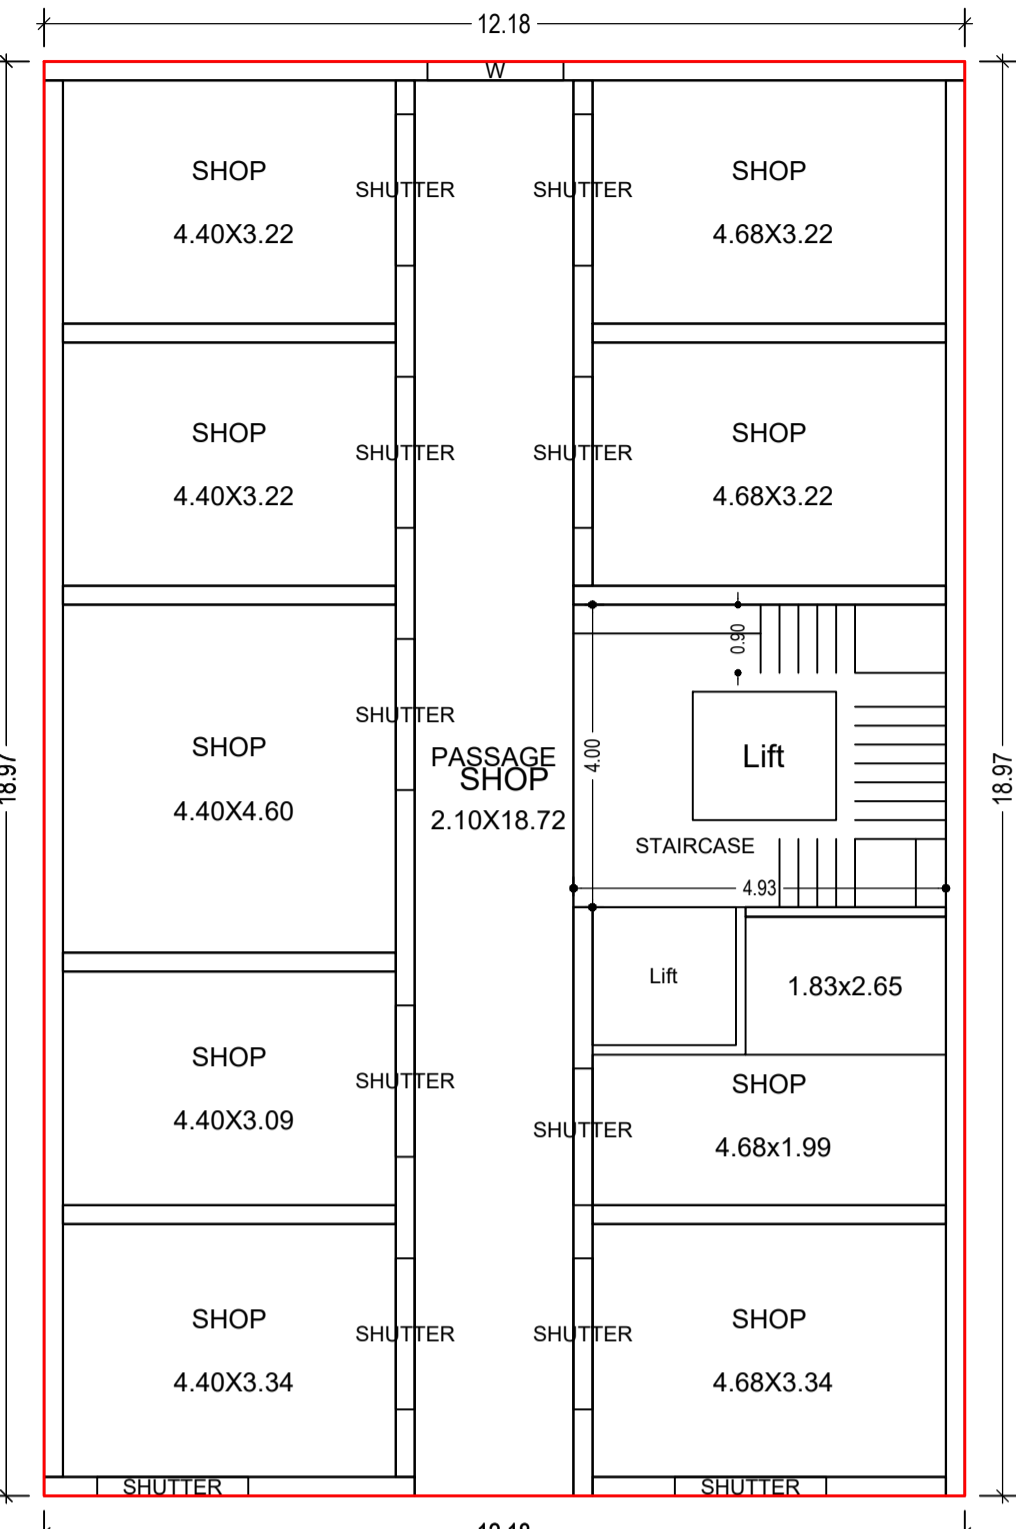 12.18
W
SHOP
4.40X3.22
SHUTTER
SHUTTER
SHOP
4.68X3.22
SHOP
4.40X3.22
SHUTTER
SHUTTER
SHOP
4.68X3.22
0.90
SHUTTER
SHOP
4.40X4.60
PASSAGE
SHOP
2.10X18.72
4.00
Lift
18.97
18.97
STAIRCASE
4.93
Lift
1.83x2.65
SHOP
4.40X3.09
SHUTTER
SHUTTER
SHOP
4.68x1.99
SHOP
4.40X3.34
SHUTTER
SHUTTER
SHOP
4.68X3.34
SHUTTER
SHUTTER